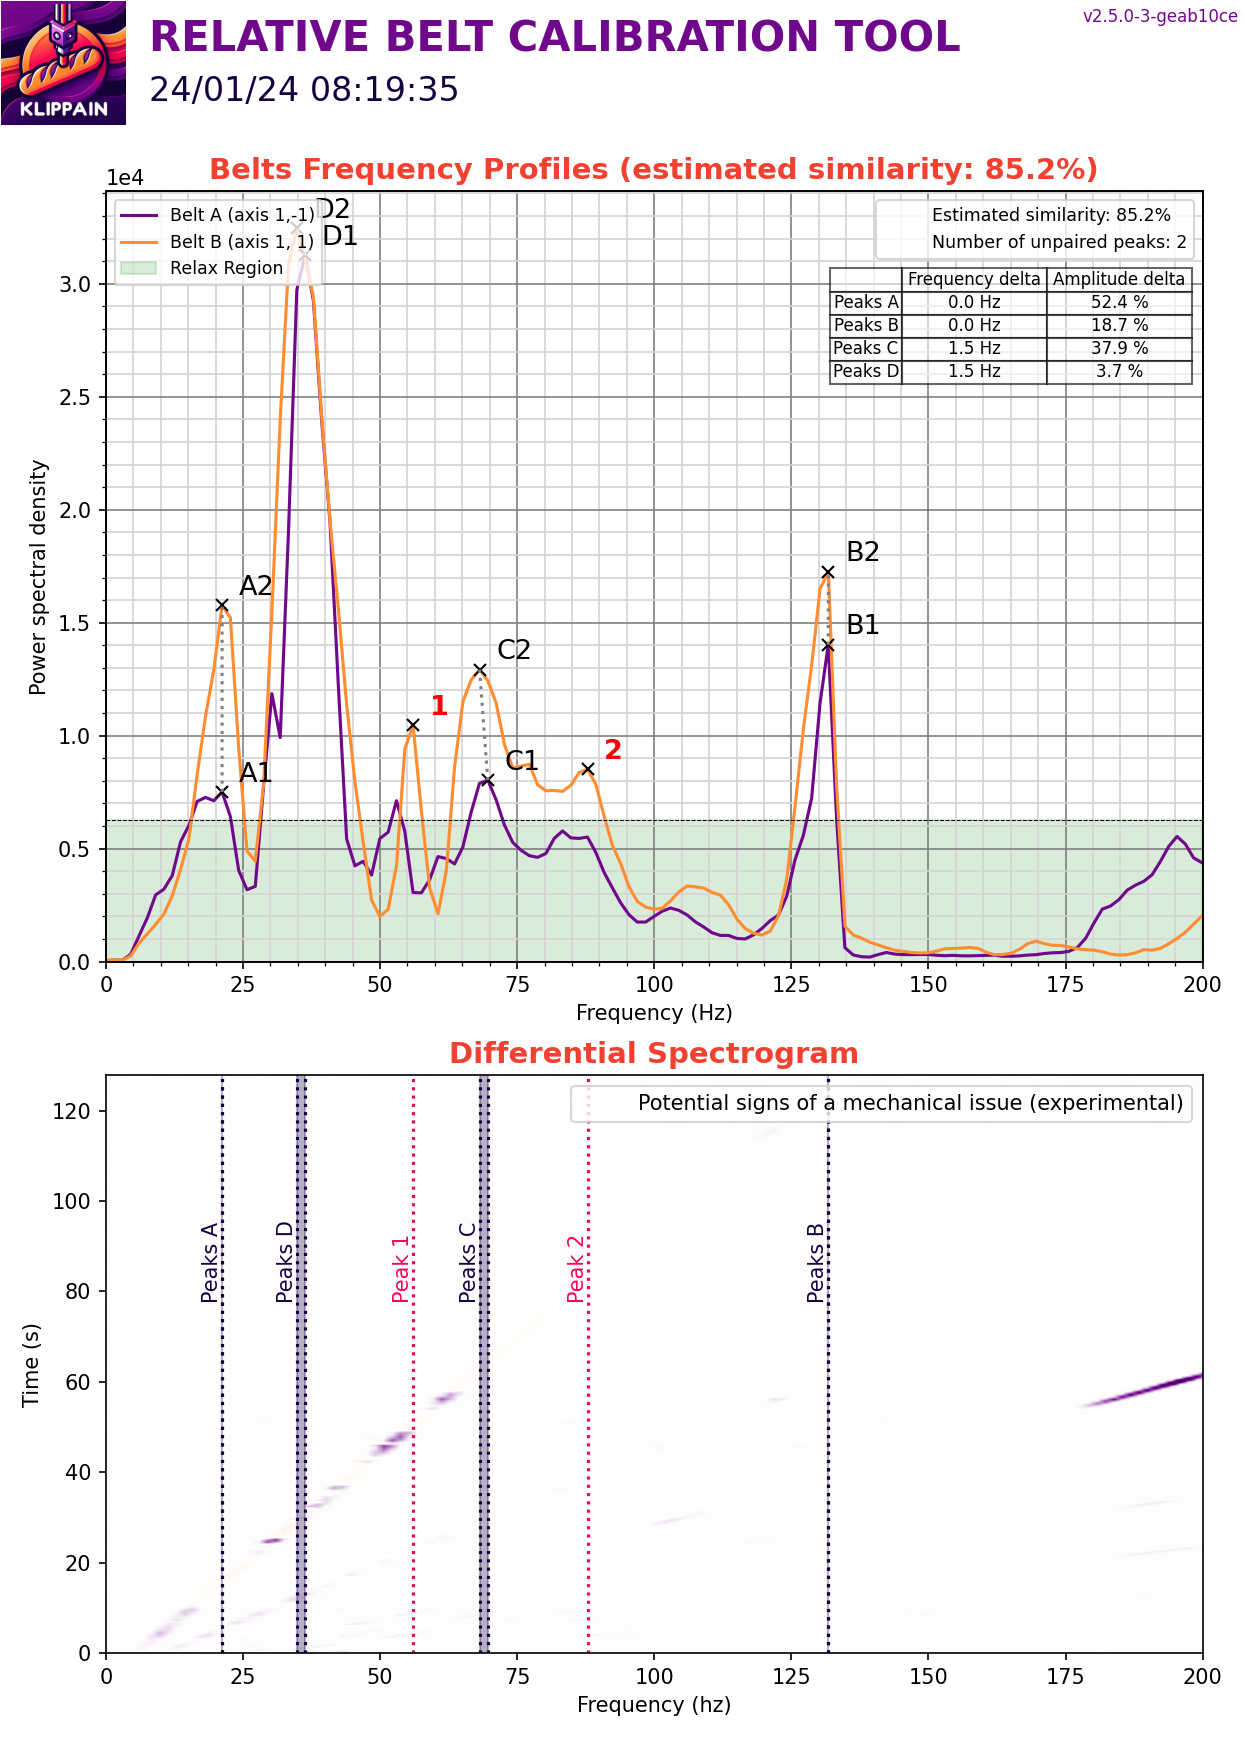 v2.5.0-3-geab10ce
RELATIVE BELT CALIBRATION TOOL
24/01/24 08:19:35
KLIPPAIN
Belts Frequency Profiles (estimated similarity: 85.2%)
1e4
Belt A (axis 1,-1)
Belt B (axis 1, 1)
Relax Region
D2
D1
Estimated similarity: 85.2%
Number of unpaired peaks: 2
Frequency delta Amplitude delta
Peaks A 0.0 Hz 52.4 %
Peaks B 0.0 Hz 18.7 %
Peaks C 1.5 Hz 37.9 %
Peaks D 1.5 Hz 3.7 %
3.0
2.5
2.0
1.5
1.0
0.5
0.0
Power spectral density
A2
A1
1
C2
C1
2
B2
B1
0 25 50 75 100 125 150 175 200
Frequency (Hz)
Differential Spectrogram
Potential signs of a mechanical issue (experimental)
120
100
80
60
40
20
0
Time (s)
Peaks A
Peaks D
Peak 1
Peaks C
Peak 2
Peaks B
0 25 50 75 100 125 150 175 200
Frequency (hz)